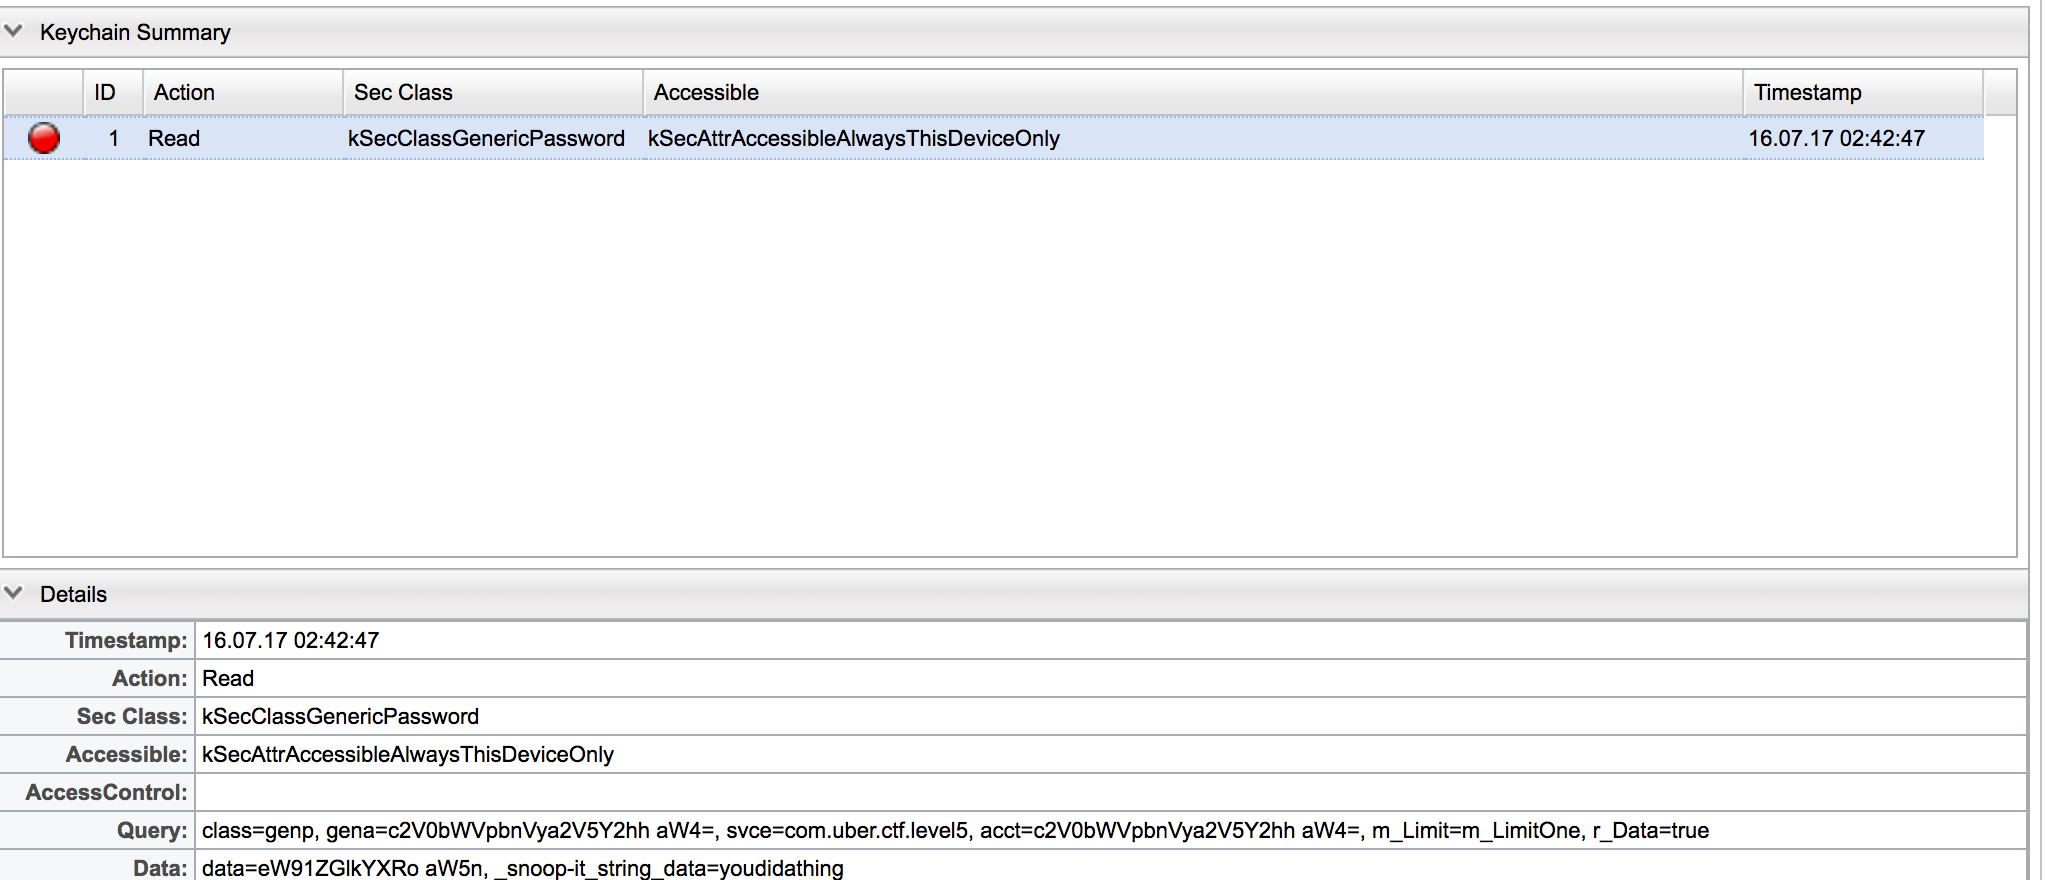 Keychain Summary
ID Action Sec Class Accessible Timestamp
1 Read kSecClassGenericPassword kSecAttrAccessibleAlwaysThisDeviceOnly 16.07.17 02:42:47
Details
Timestamp: 16.07.17 02:42:47
Action: Read
Sec Class: kSecClassGenericPassword
Accessible: kSecAttrAccessibleAlwaysThisDeviceOnly
AccessControl:
Query: class=genp, gena=c2V0bWVpbnVya2V5Y2hh aW4=, svce=com.uber.ctf.level5, acct=c2V0bWVpbnVya2V5Y2hh aW4=, m_Limit=m_LimitOne, r_Data=true
Data: data=eW91ZGlkYXRo aW5n, _snoop-it_string_data=youdidathing